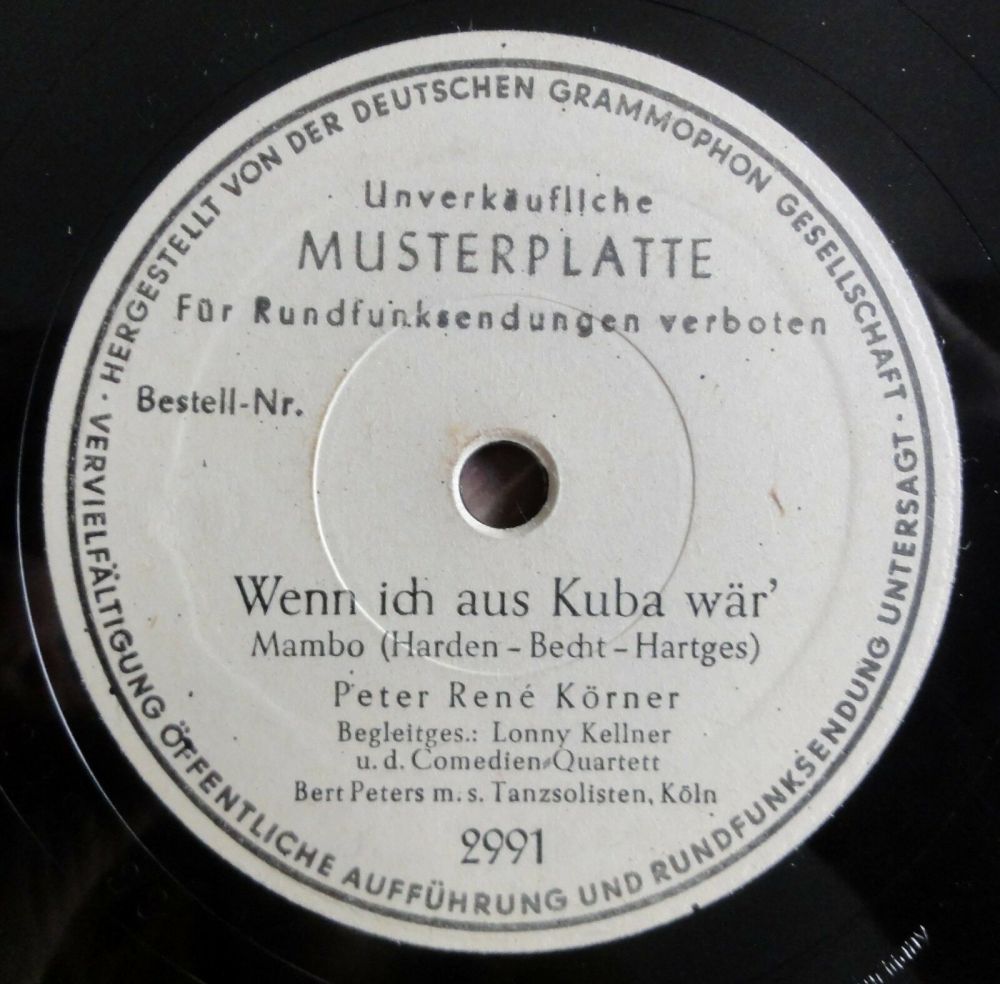 HERGESTELLT VON DER DEUTSCHEN GRAMMOPHON GESELLSCHAFT · VERVIELFÄLTIGUNG ÖFFENTLICHE AUFFÜHRUNG UND RUNDFUNKSENDUNG UNTERSAGT ·
Unverkäufliche
MUSTERPLATTE
Für Rundfunksendungen verboten
Bestell-Nr.
Wenn ich aus Kuba wär'
Mambo (Harden - Becht - Hartges)
Peter René Körner
Begleitges.: Lonny Kellner
u. d. Comedien-Quartett
Bert Peters m. s. Tanzsolisten, Köln
2991